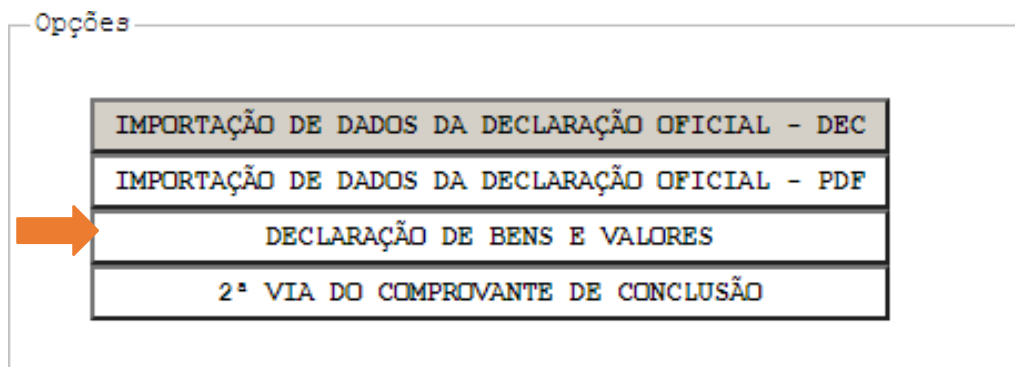 Opções
IMPORTAÇÃO DE DADOS DA DECLARAÇÃO OFICIAL - DEC
IMPORTAÇÃO DE DADOS DA DECLARAÇÃO OFICIAL - PDF
DECLARAÇÃO DE BENS E VALORES
2ª VIA DO COMPROVANTE DE CONCLUSÃO